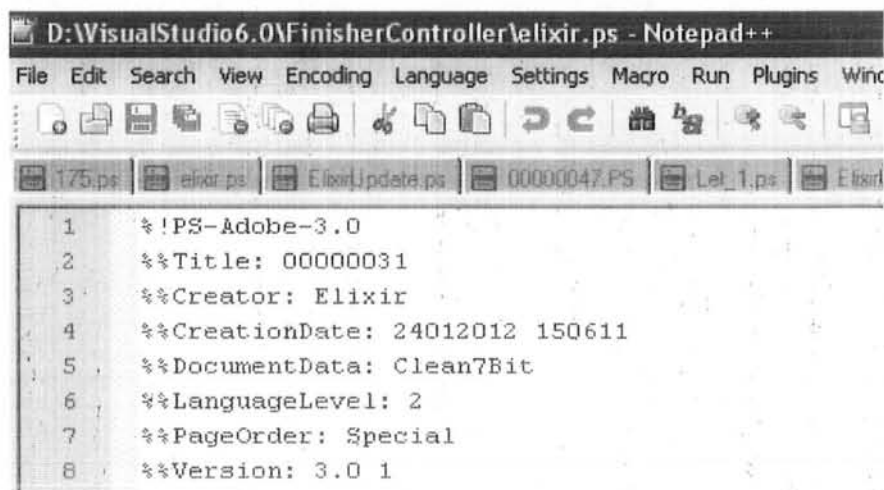 D:\VisualStudio6.0\FinisherController\elixir.ps - Notepad++
File Edit Search View Encoding Language Settings Macro Run Plugins Winc
175.ps elixir.ps ElixirUpdate.ps 00000047.PS Let_1.ps
1 %!PS-Adobe-3.0
2 %%Title: 00000031
3 %%Creator: Elixir
4 %%CreationDate: 24012012 150611
5 %%DocumentData: Clean7Bit
6 %%LanguageLevel: 2
7 %%PageOrder: Special
8 %%Version: 3.0 1